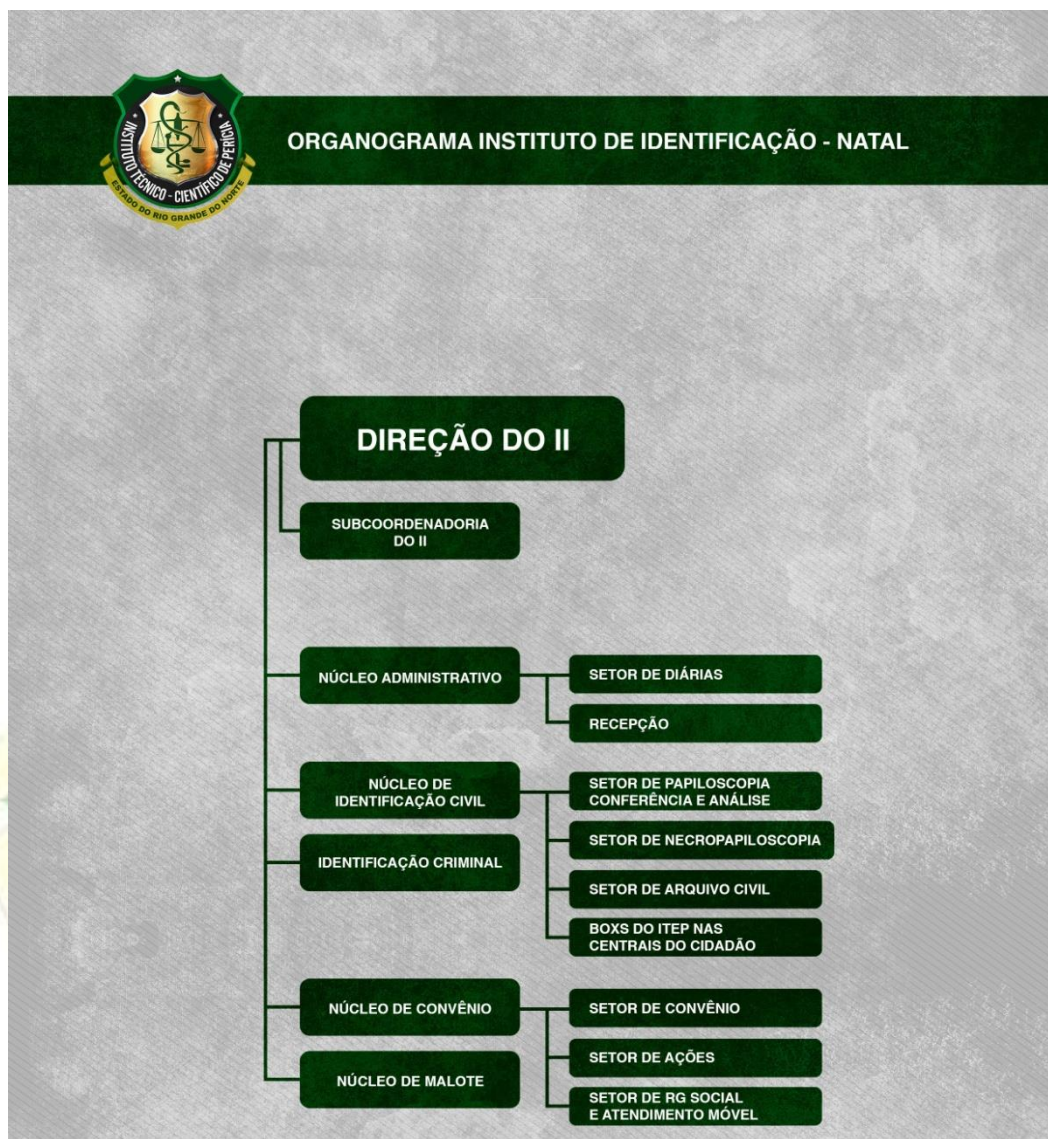 INSTITUTO TÉCNICO - CIENTÍFICO DE PERÍCIA
ESTADO DO RIO GRANDE DO NORTE
ORGANOGRAMA INSTITUTO DE IDENTIFICAÇÃO - NATAL
DIREÇÃO DO II
SUBCOORDENADORIA
DO II
NÚCLEO ADMINISTRATIVO
SETOR DE DIÁRIAS
RECEPÇÃO
NÚCLEO DE
IDENTIFICAÇÃO CIVIL
SETOR DE PAPILOSCOPIA
CONFERÊNCIA E ANÁLISE
SETOR DE NECROPAPILOSCOPIA
IDENTIFICAÇÃO CRIMINAL
SETOR DE ARQUIVO CIVIL
BOXS DO ITEP NAS
CENTRAIS DO CIDADÃO
NÚCLEO DE CONVÊNIO
SETOR DE CONVÊNIO
SETOR DE AÇÕES
NÚCLEO DE MALOTE
SETOR DE RG SOCIAL
E ATENDIMENTO MÓVEL